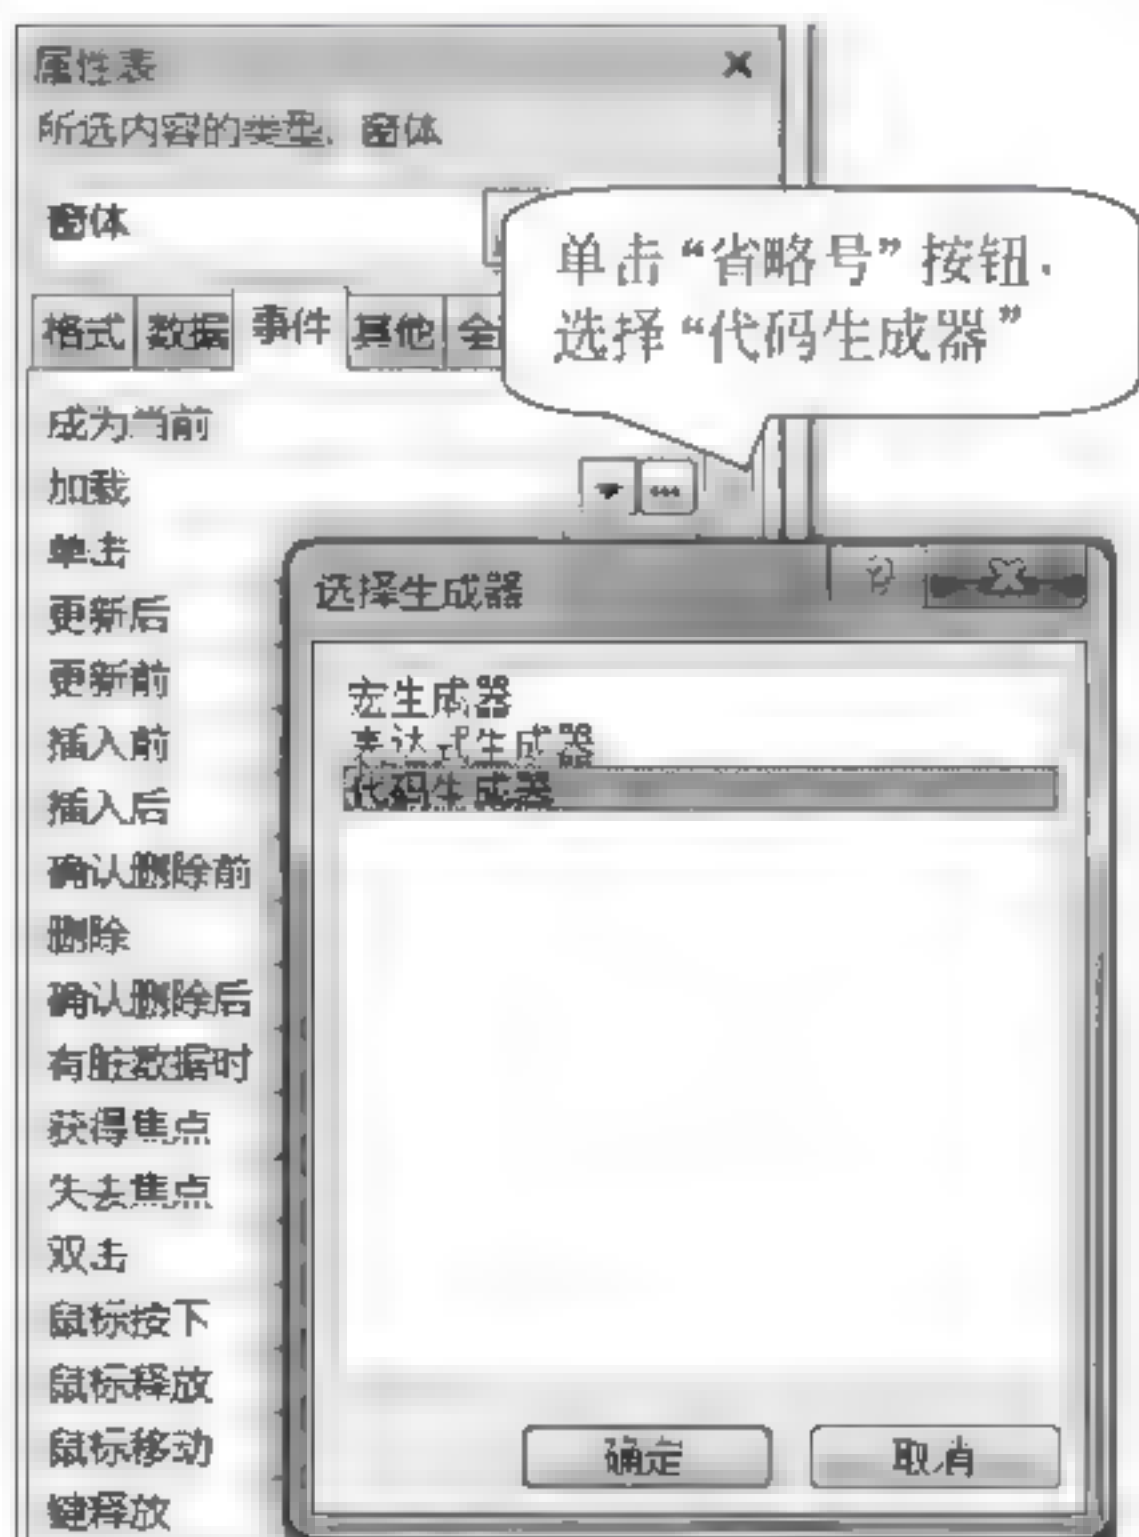 属性表
所选内容的类型: 窗体
窗体
格式 数据 事件 其他 全
单击“省略号”按钮,
选择“代码生成器”
成为当前
加载
单击
更新后
更新前
插入前
插入后
确认删除前
删除
确认删除后
有脏数据时
获得焦点
失去焦点
双击
鼠标按下
鼠标释放
鼠标移动
键释放
选择生成器
宏生成器
表达式生成器
代码生成器
确定 取消